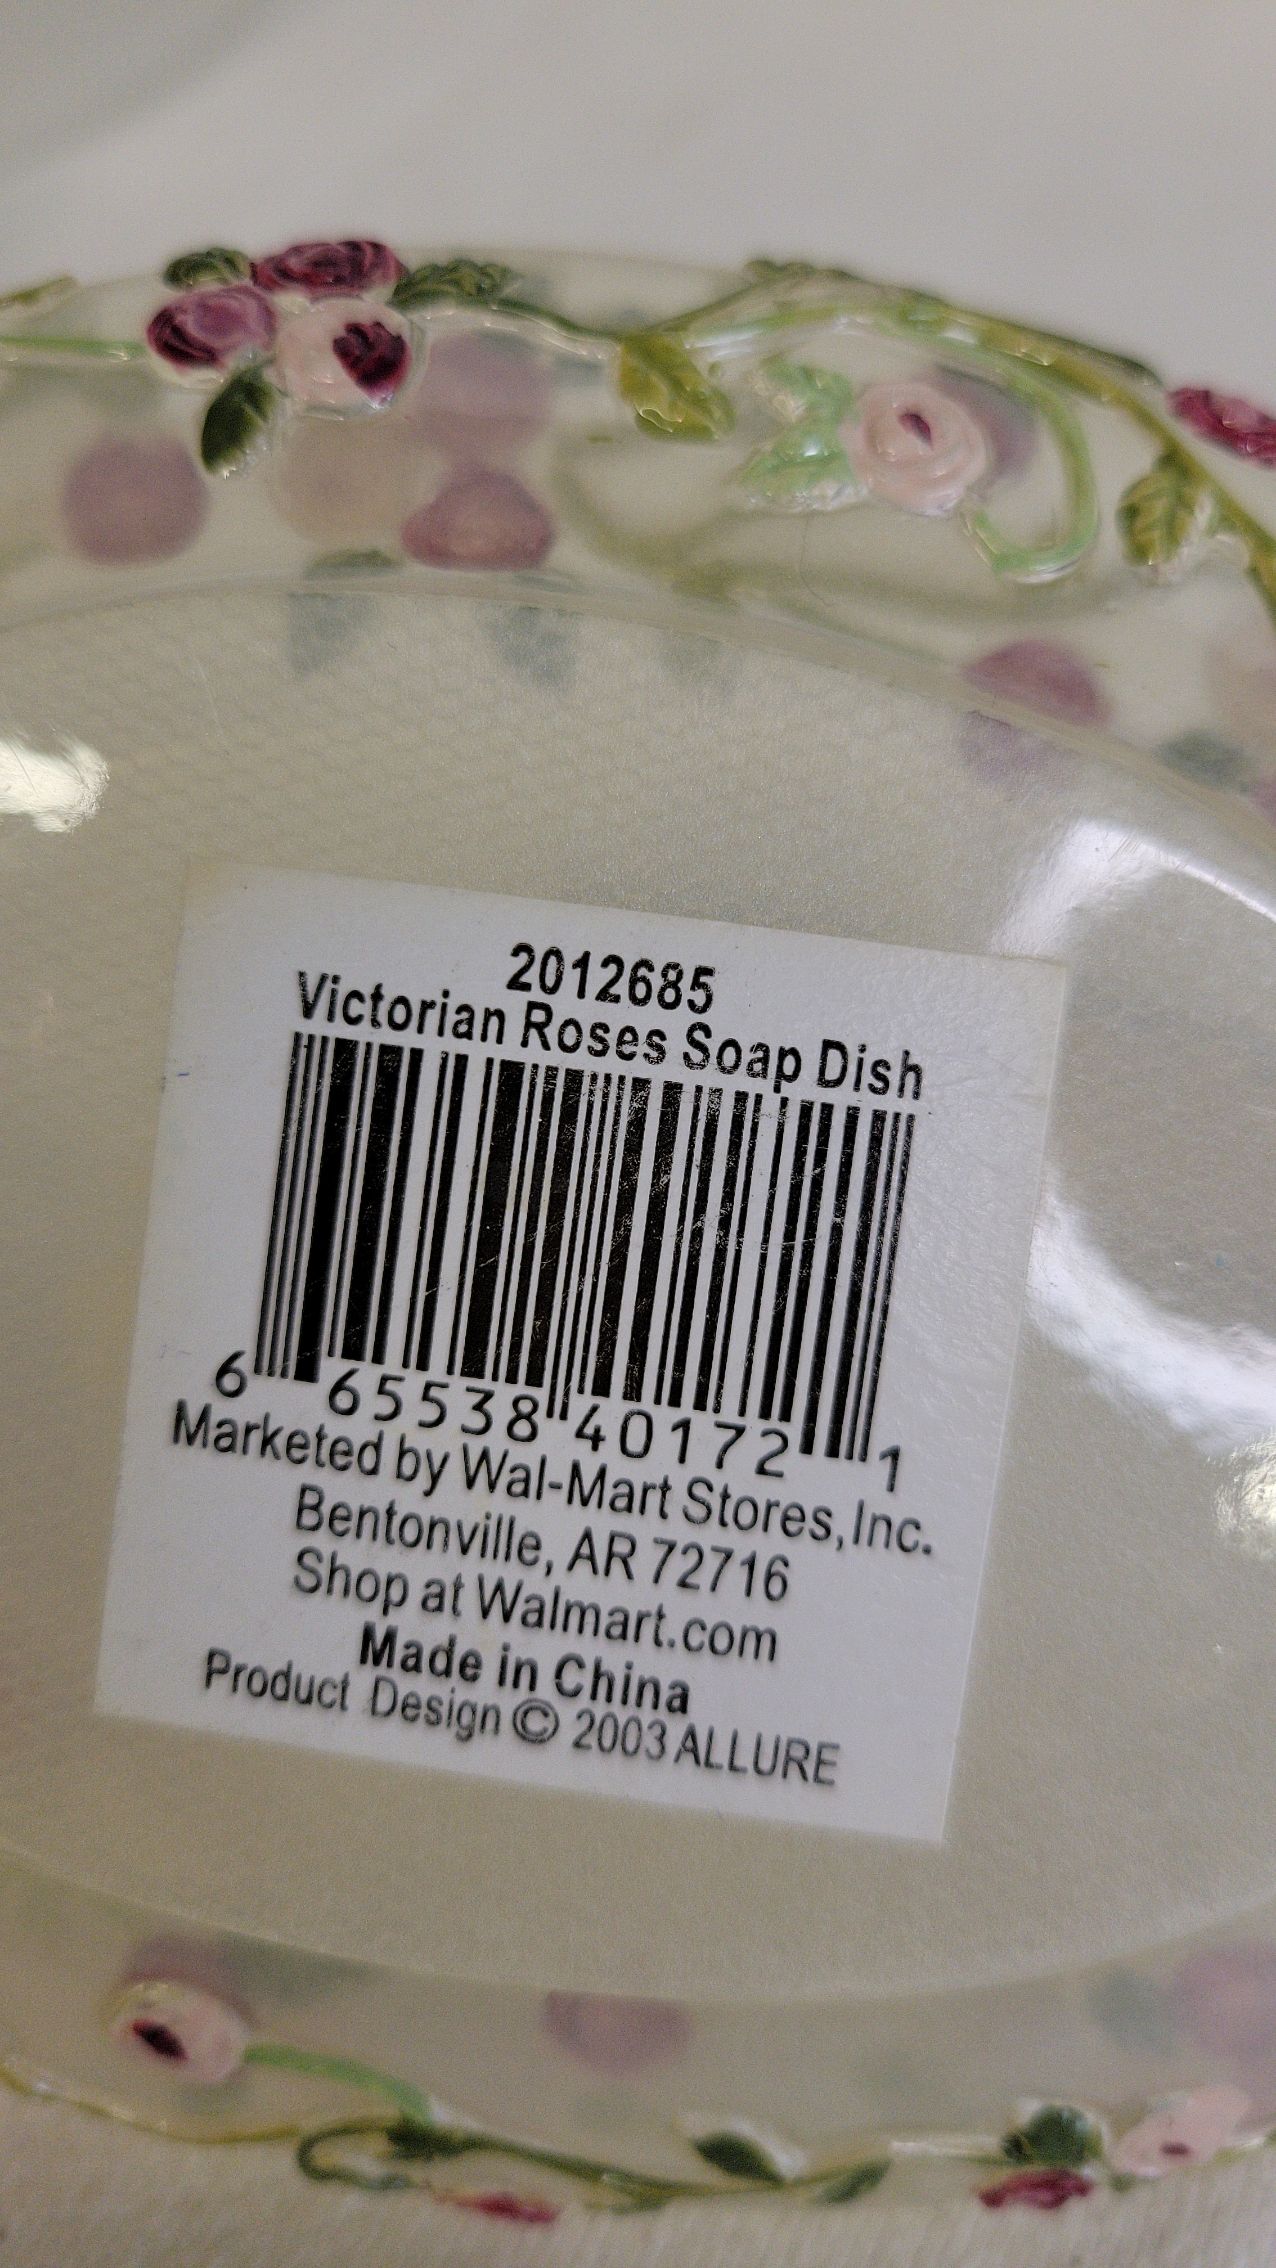 2012685
Victorian Roses Soap Dish
6 65538 40172 1
Marketed by Wal-Mart Stores, Inc.
Bentonville, AR 72716
Shop at Walmart.com
Made in China
Product Design © 2003 ALLURE